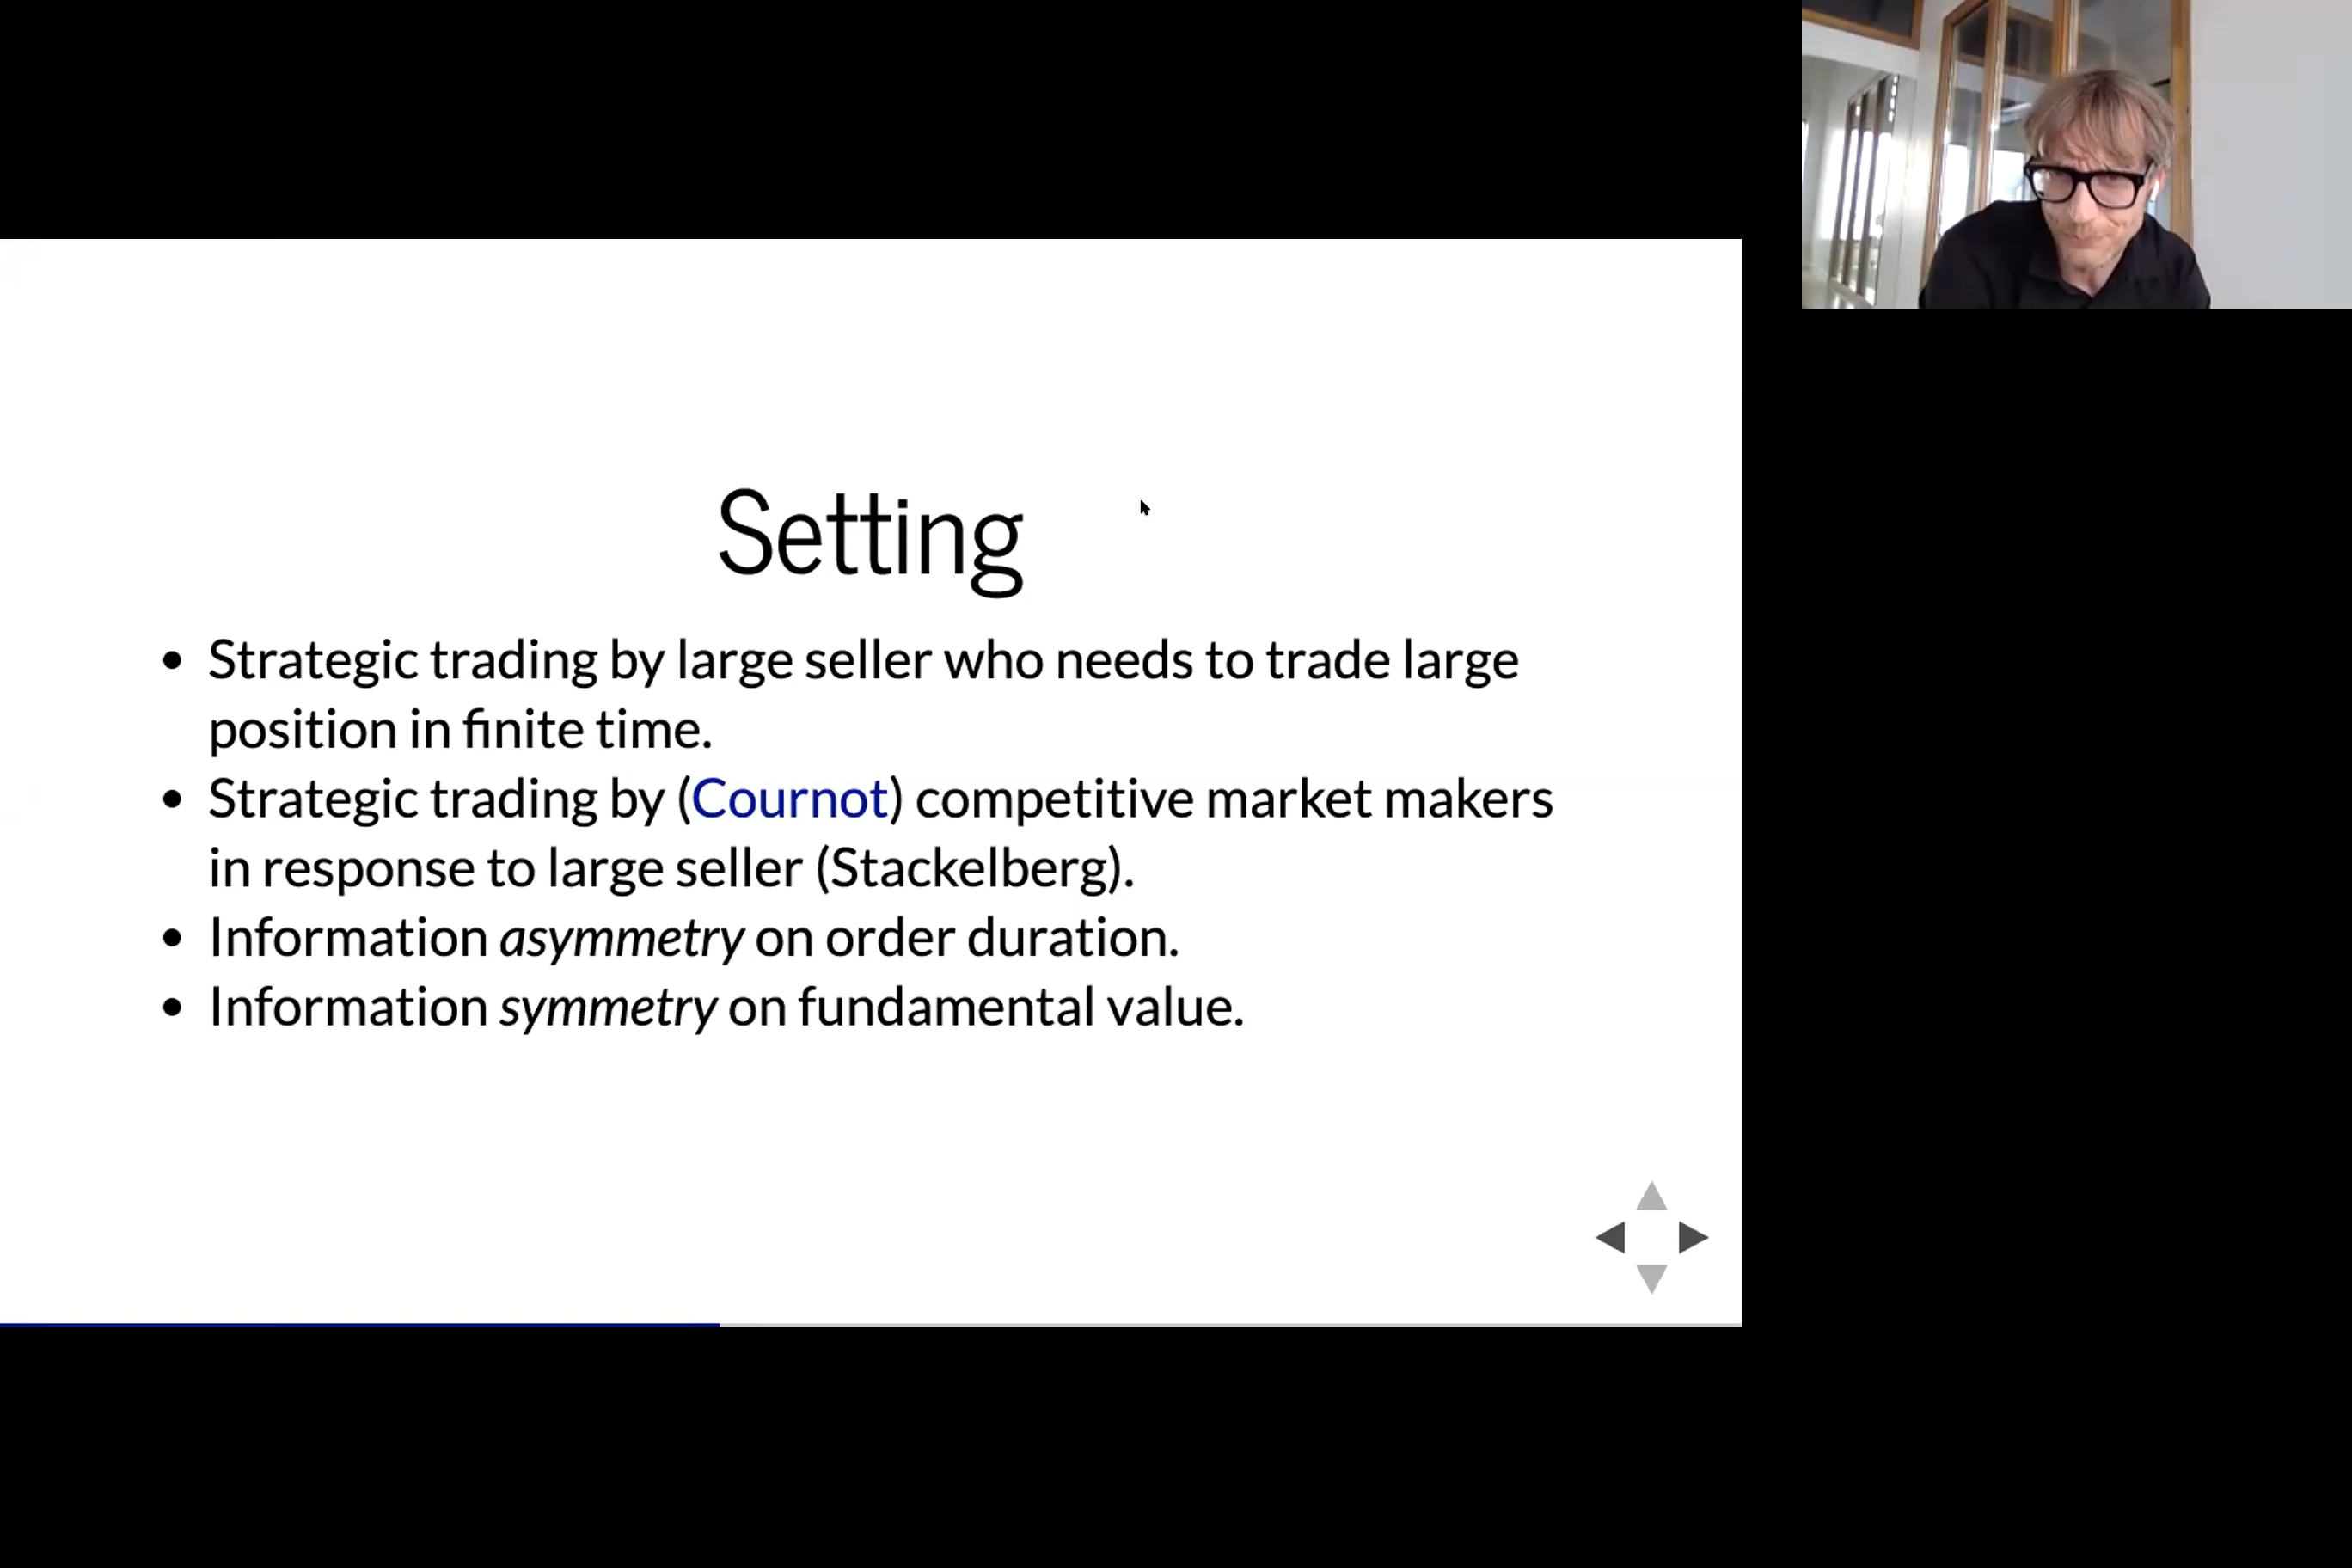 Setting
• Strategic trading by large seller who needs to trade large
position in finite time.
• Strategic trading by (Cournot) competitive market makers
in response to large seller (Stackelberg).
• Information asymmetry on order duration.
• Information symmetry on fundamental value.